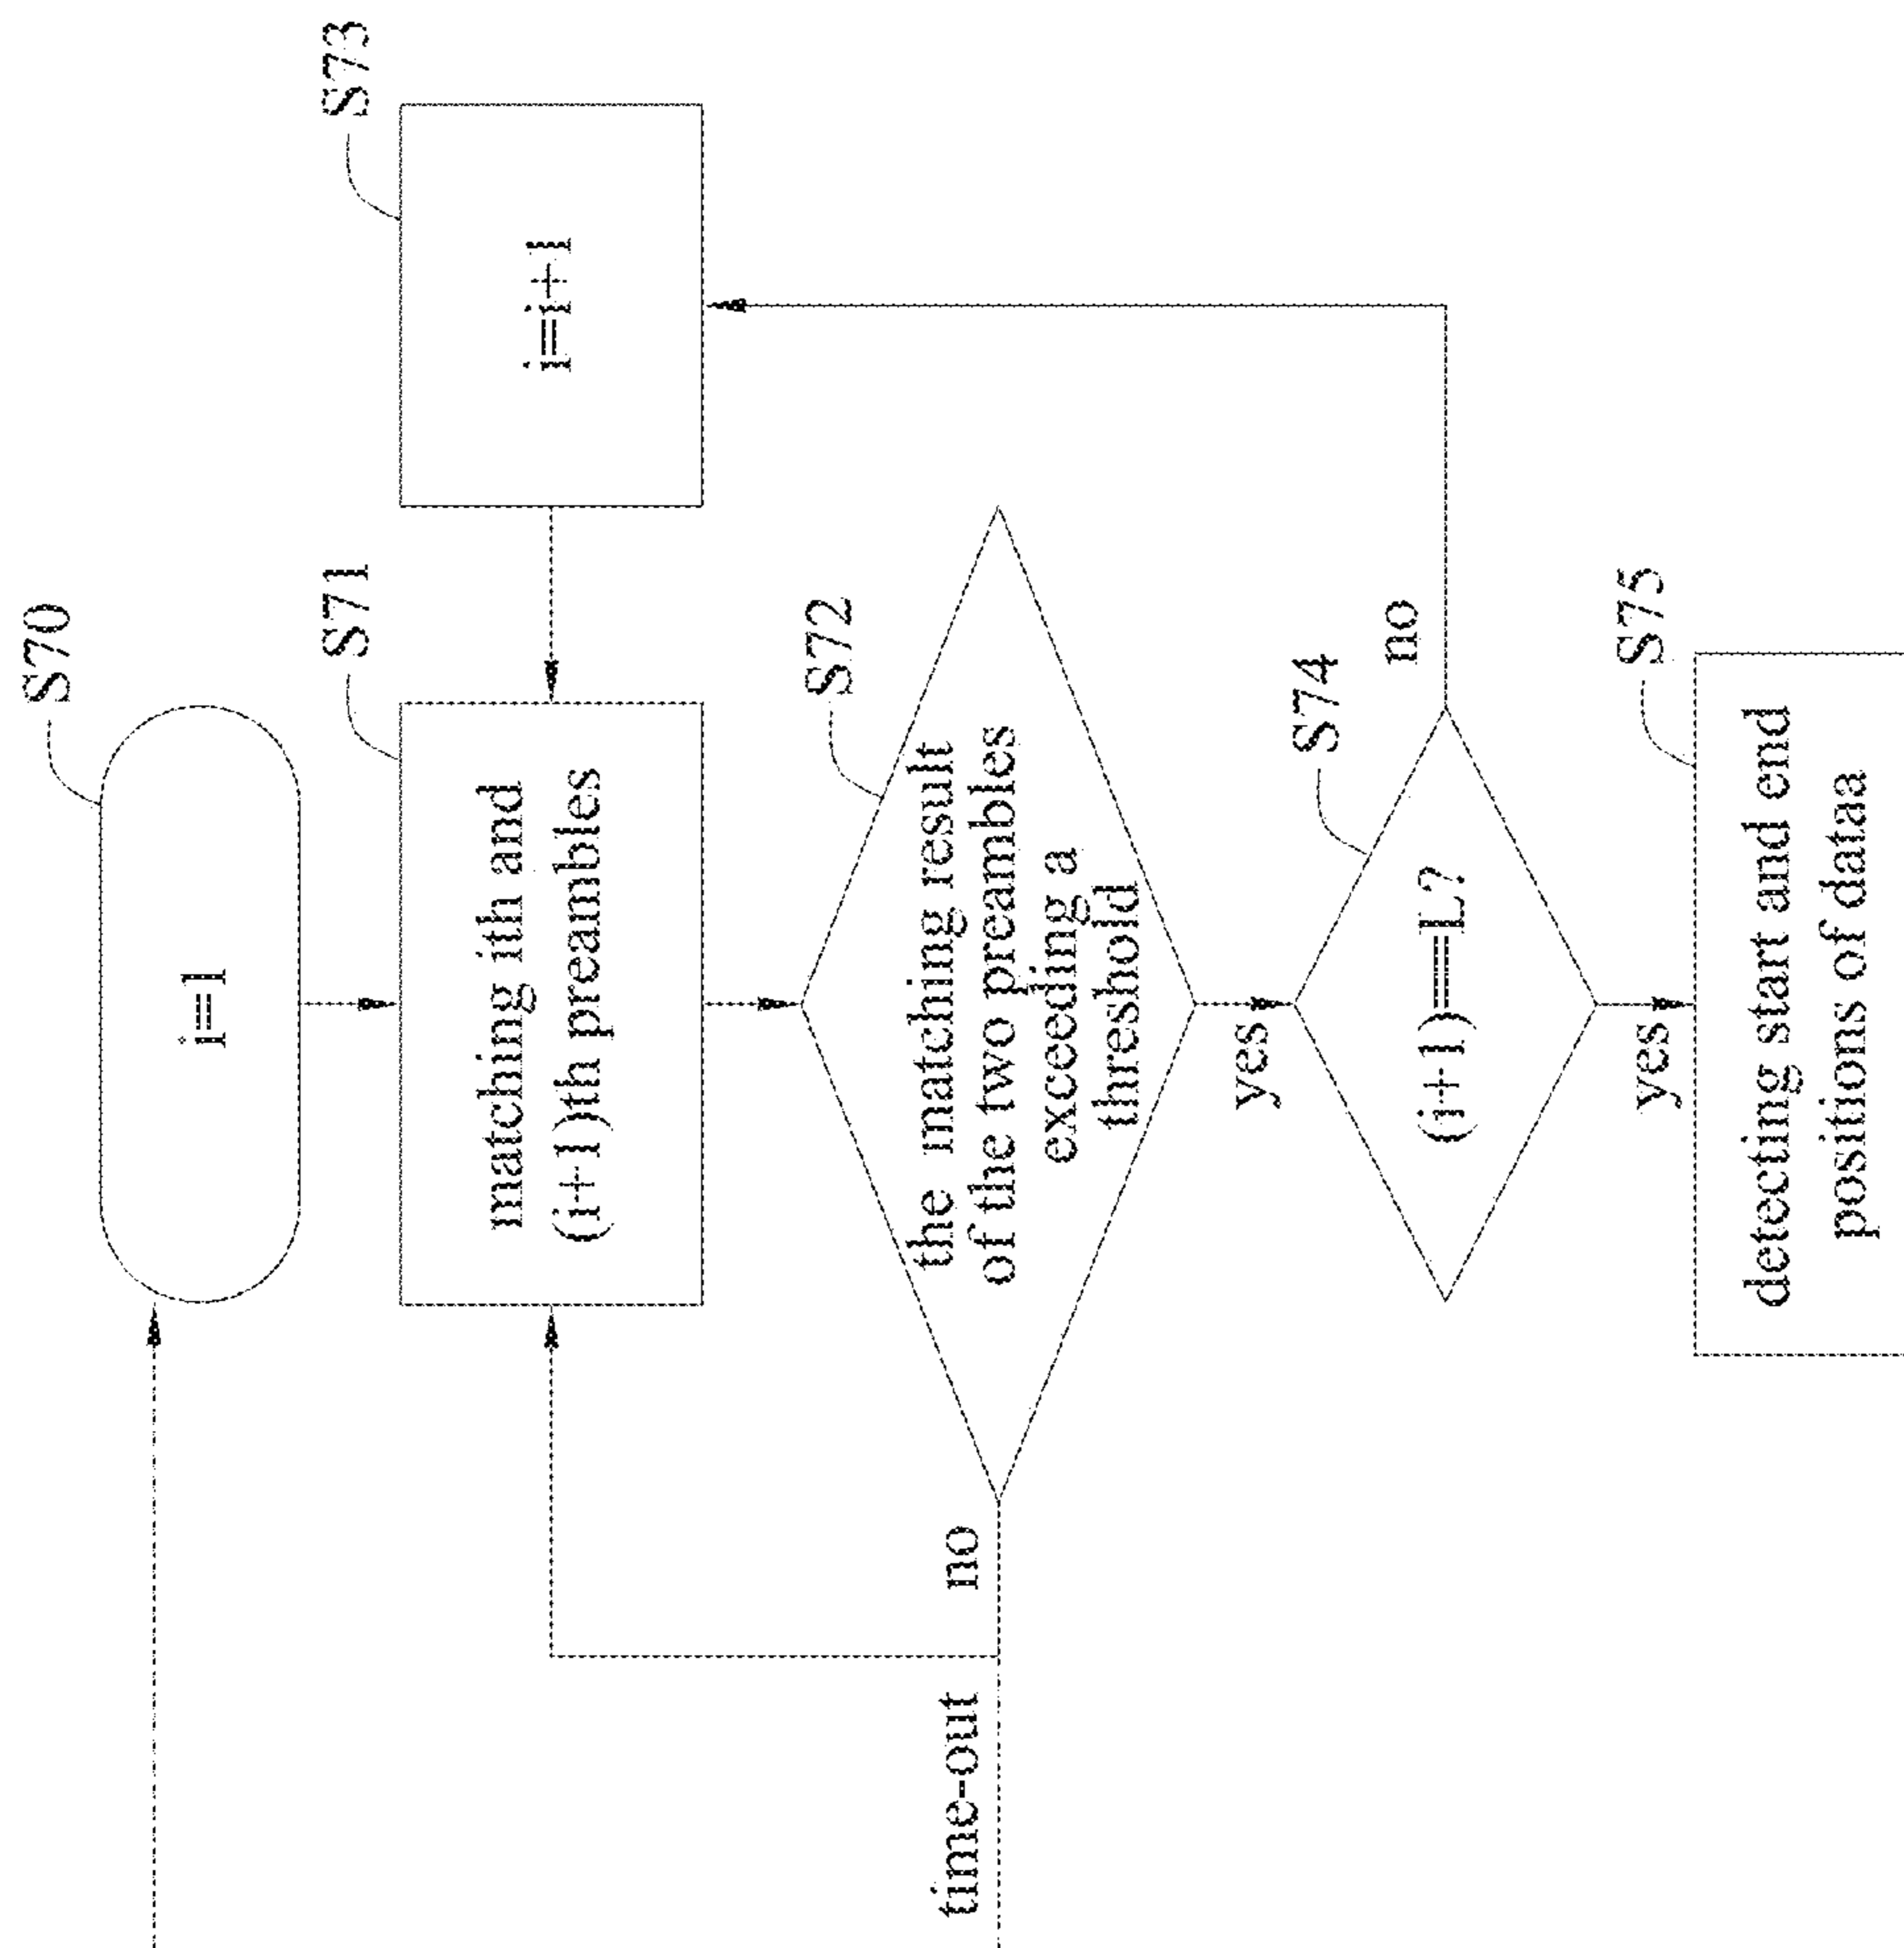 S70
i=1
S71
S73
matching ith and
(i+1)th preambles
i=i+1
S72
the matching result
of the two preambles
exceeding a
threshold
time-out
no
yes
S74
(i+1)==L?
no
yes
S75
detecting start and end
positions of dataa